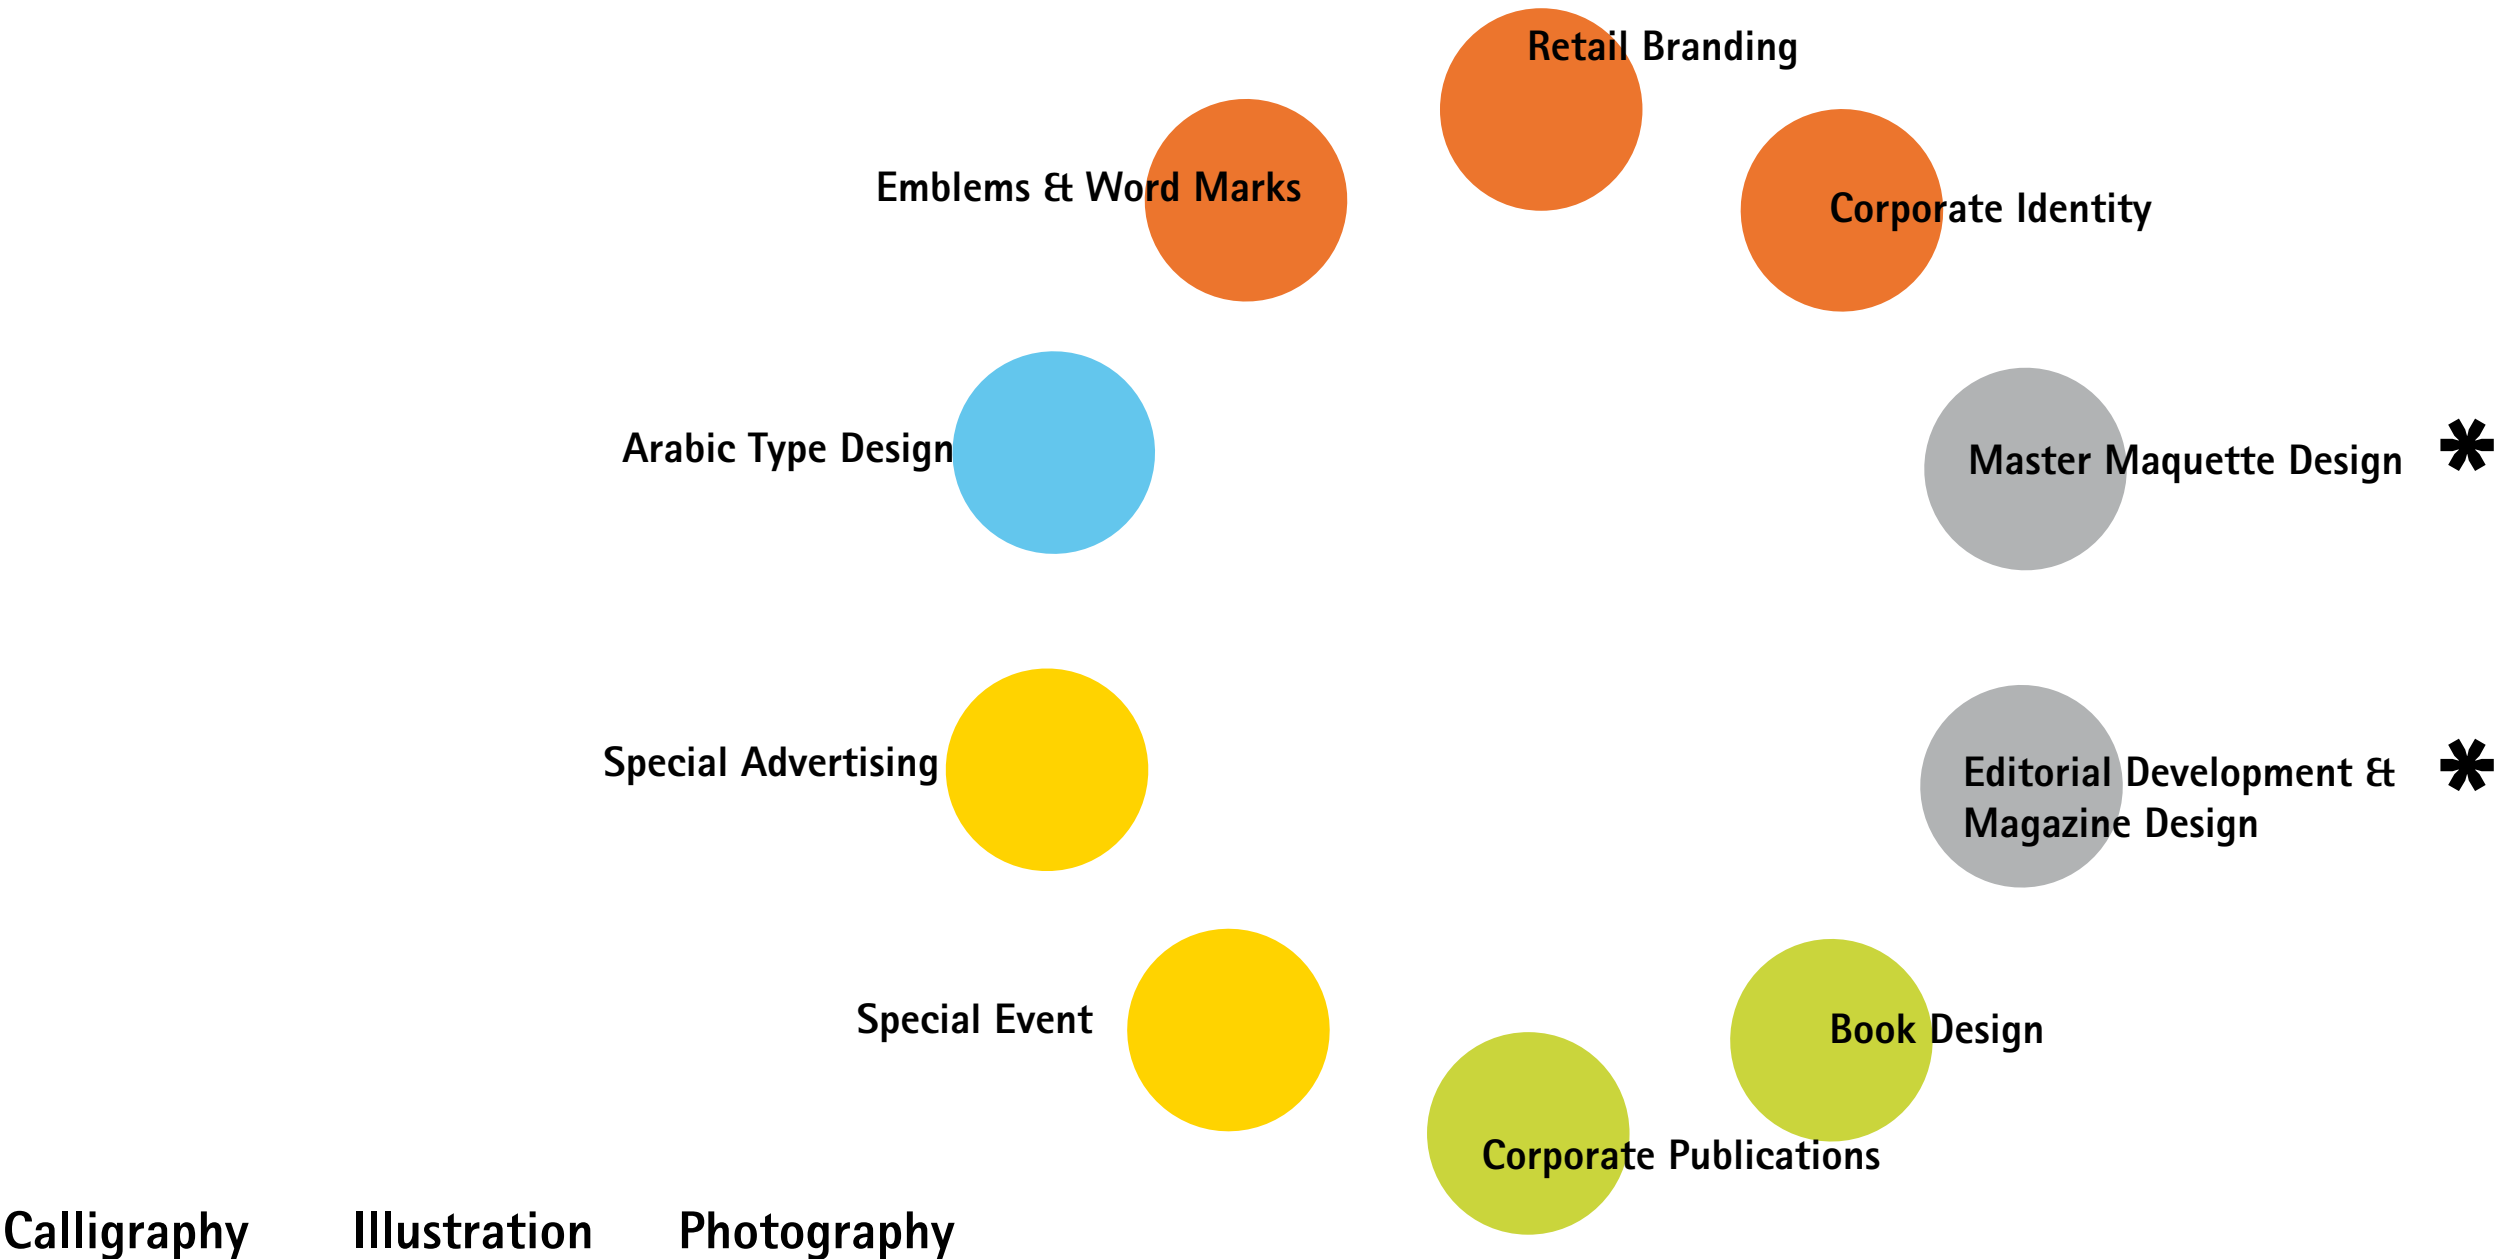 Retail Branding
Emblems & Word Marks
Corporate Identity
Arabic Type Design
Master Maquette Design *
Special Advertising
Editorial Development & *
Magazine Design
Special Event
Book Design
Corporate Publications
Calligraphy Illustration Photography